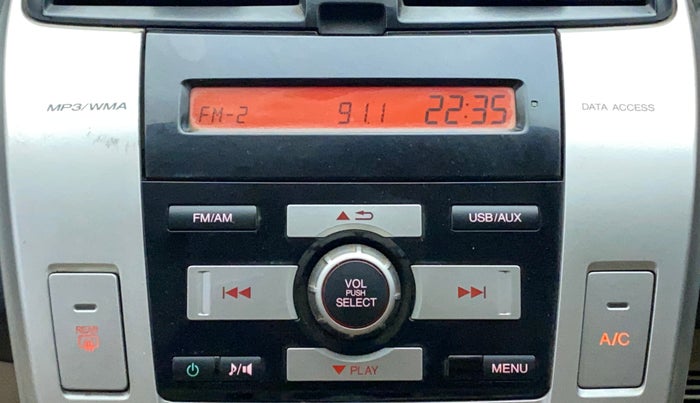 MP3/WMA
FM-2 91.1 22:35
DATA ACCESS
FM/AM
USB/AUX
VOL
PUSH
SELECT
REAR
A/C
PLAY
MENU